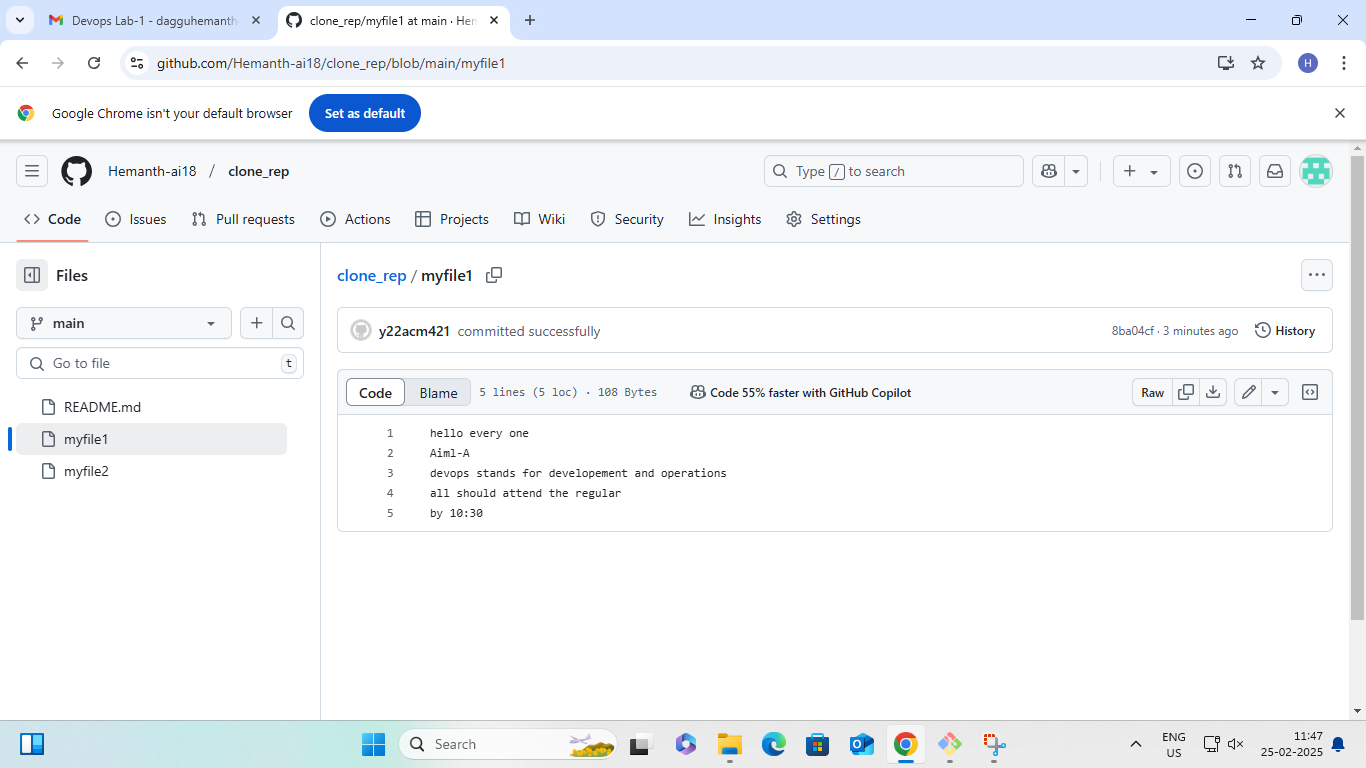 Devops Lab-1 - dagguhemanth
clone_rep/myfile1 at main · Hem
github.com/Hemanth-ai18/clone_rep/blob/main/myfile1
H
Google Chrome isn't your default browser
Set as default
Hemanth-ai18 / clone_rep
Type / to search
Code
Issues
Pull requests
Actions
Projects
Wiki
Security
Insights
Settings
Files
main
Go to file
t
README.md
myfile1
myfile2
clone_rep / myfile1
y22acm421 committed successfully
8ba04cf · 3 minutes ago
History
Code
Blame
5 lines (5 loc) · 108 Bytes
Code 55% faster with GitHub Copilot
Raw
1 hello every one
2 Aiml-A
3 devops stands for developement and operations
4 all should attend the regular
5 by 10:30
Search
ENG
US
11:47
25-02-2025